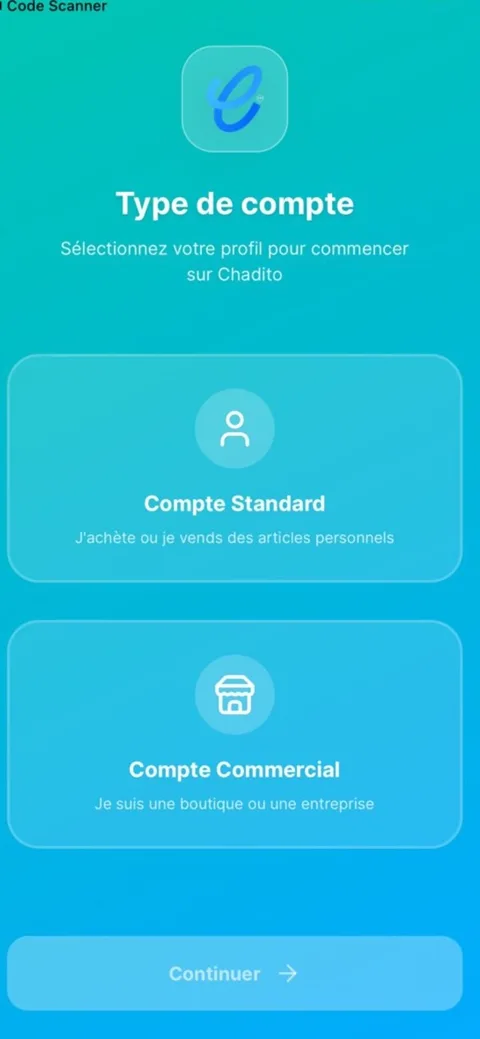 Code Scanner
Type de compte
Sélectionnez votre profil pour commencer
sur Chadito
Compte Standard
J'achète ou je vends des articles personnels
Compte Commercial
Je suis une boutique ou une entreprise
Continuer →